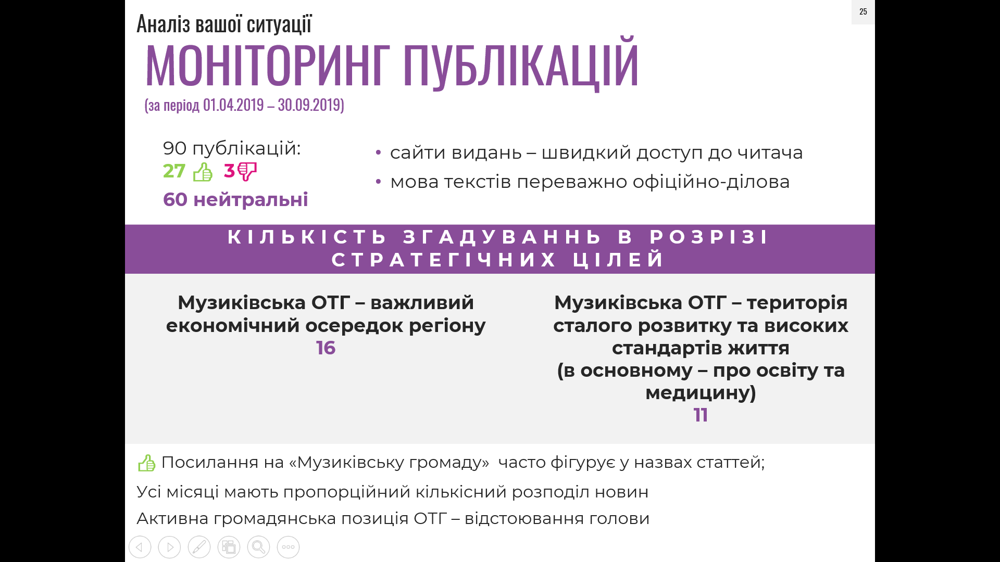 25
Аналіз вашої ситуації
МОНІТОРИНГ ПУБЛІКАЦІЙ
(за період 01.04.2019 – 30.09.2019)
90 публікацій:
27 3
60 нейтральні
• сайти видань – швидкий доступ до читача
• мова текстів переважно офіційно-ділова
КІЛЬКІСТЬ ЗГАДУВАННЬ В РОЗРІЗІ
СТРАТЕГІЧНИХ ЦІЛЕЙ
Музиківська ОТГ – важливий
економічний осередок регіону
16
Музиківська ОТГ – територія
сталого розвитку та високих
стандартів життя
(в основному – про освіту та
медицину)
11
Посилання на «Музиківську громаду» часто фігурує у назвах статтей;
Усі місяці мають пропорційний кількісний розподіл новин
Активна громадянська позиція ОТГ – відстоювання голови